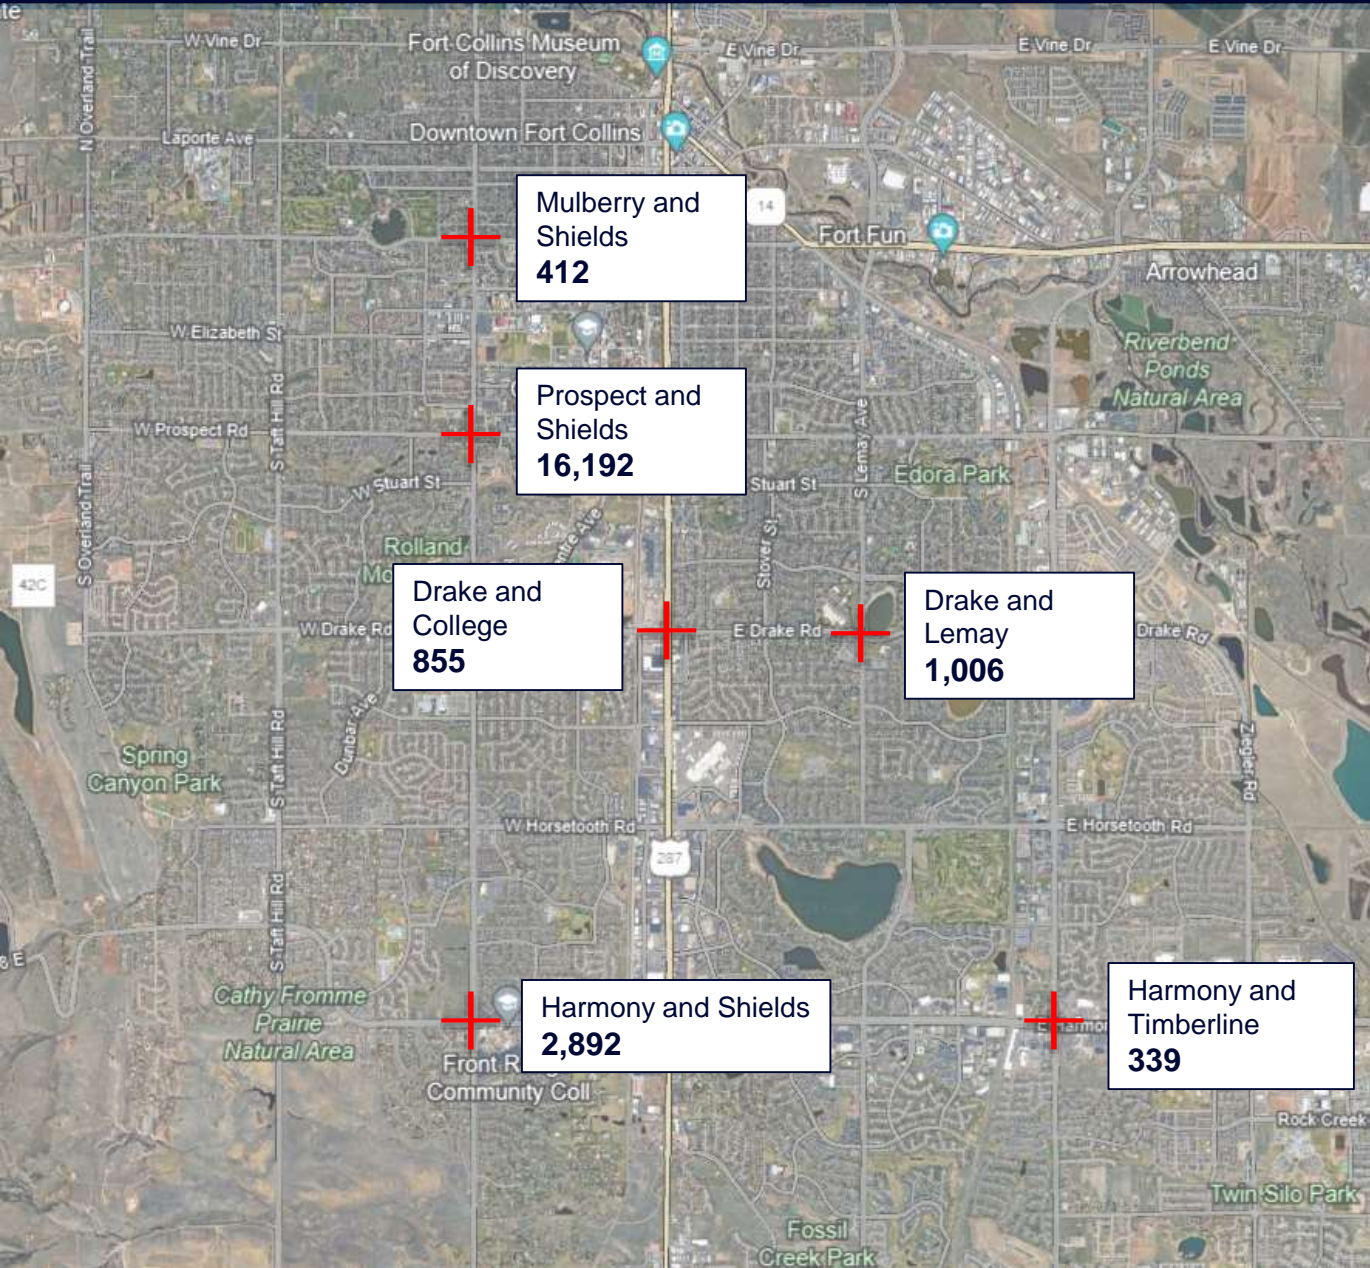 W Vine Dr
Fort Collins Museum
of Discovery
E Vine Dr
E Vine Dr
E Vine Dr
N Overland Trail
Laporte Ave
Downtown Fort Collins
Mulberry and
Shields
412
14
Fort Fun
Arrowhead
W Elizabeth St
Riverbend
Ponds
Natural Area
S Taft Hill Rd
Prospect and
Shields
16,192
W Prospect Rd
S Lemay Ave
S Overland Trail
W Stuart St
Stuart St
Edora Park
Rolland
Stover St
42C
Drake and
College
855
Drake and
Lemay
1,006
W Drake Rd
E Drake Rd
Drake Rd
Dunbar Ave
S Taft Hill Rd
Spring
Canyon Park
Ziegler Rd
W Horsetooth Rd
E Horsetooth Rd
287
S Taft Hill Rd
Cathy Fromme
Prairie
Natural Area
Harmony and Shields
2,892
Harmony and
Timberline
339
Front R
Community Coll
Rock Creek
Twin Silo Park
Fossil
Creek Park